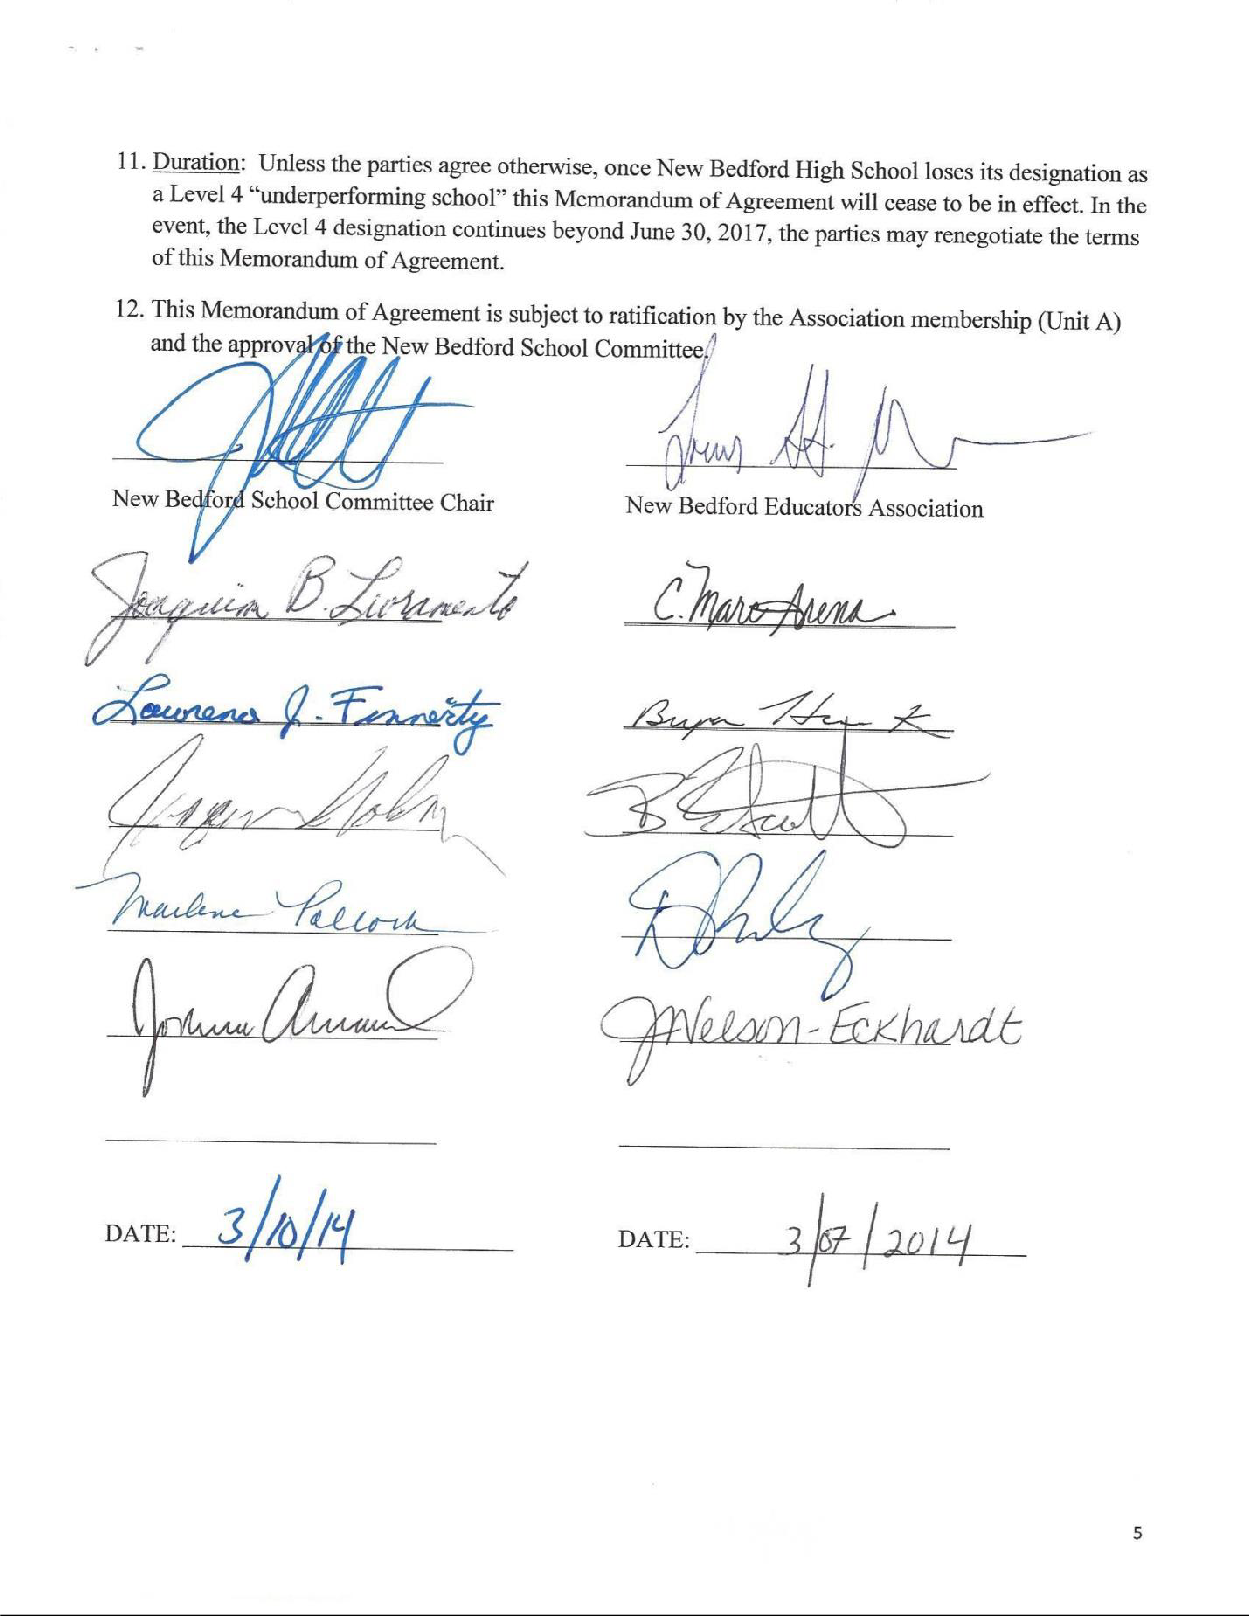 11. Duration: Unless the parties agree otherwise, once New Bedford High School loses its designation as
a Level 4 “underperforming school” this Memorandum of Agreement will cease to be in effect. In the
event, the Level 4 designation continues beyond June 30, 2017, the parties may renegotiate the terms
of this Memorandum of Agreement.
12. This Memorandum of Agreement is subject to ratification by the Association membership (Unit A)
and the approval of the New Bedford School Committee.
New Bedford School Committee Chair
New Bedford Educators Association
Joaquim B. Livramento
C. Marc Arena
Lawrence J. Finnerty
Marlene Pollock
J Nelson-Eckhardt
DATE: 3/10/14
DATE: 3/07/2014
5